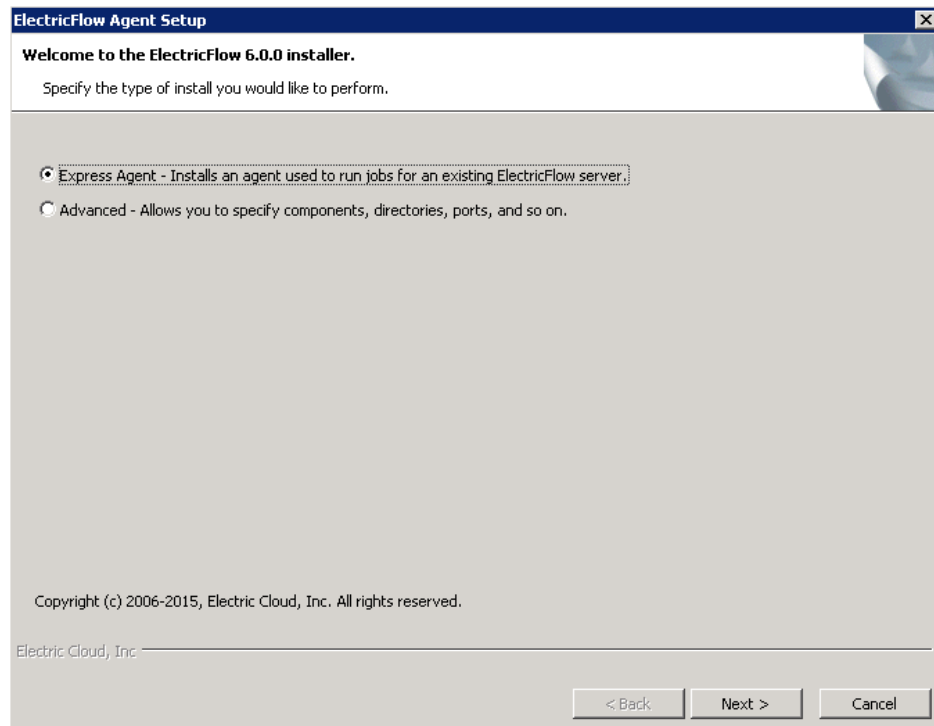 ElectricFlow Agent Setup
Welcome to the ElectricFlow 6.0.0 installer.
Specify the type of install you would like to perform.
Express Agent - Installs an agent used to run jobs for an existing ElectricFlow server.
Advanced - Allows you to specify components, directories, ports, and so on.
Copyright (c) 2006-2015, Electric Cloud, Inc. All rights reserved.
Electric Cloud, Inc
< Back Next > Cancel